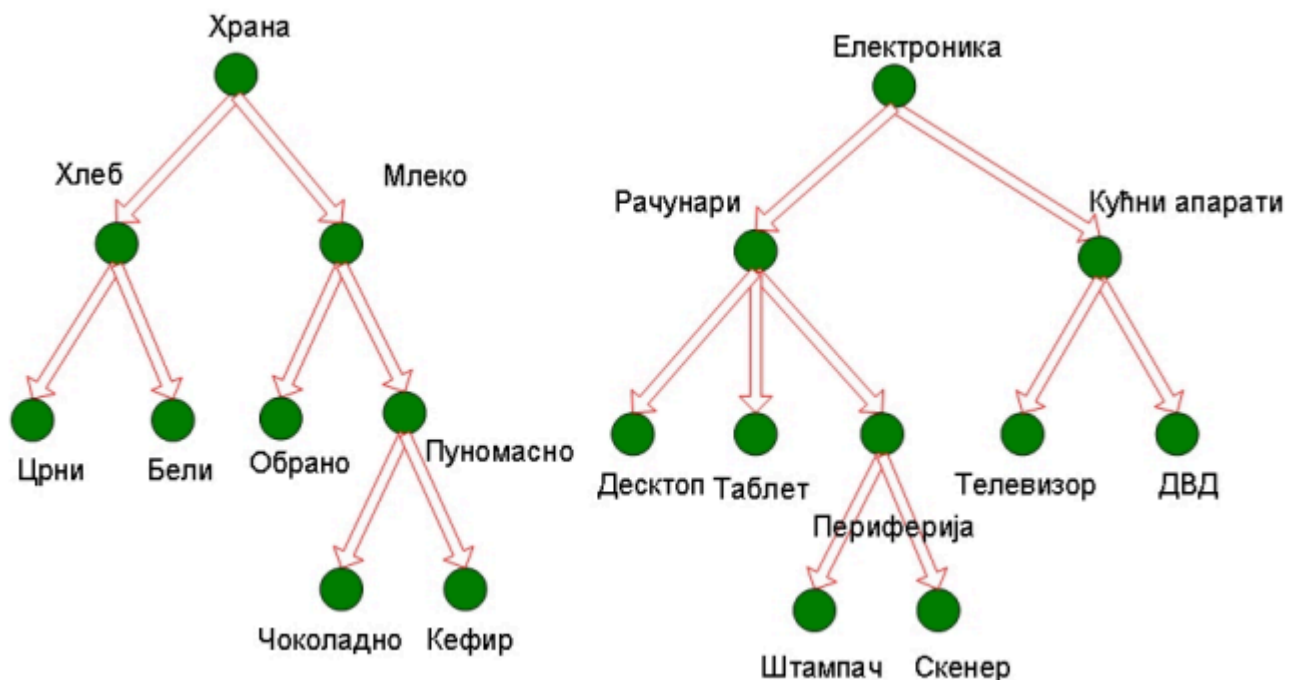 Храна
Електроника
Хлеб
Млеко
Рачунари
Кућни апарати
Црни
Бели
Обрано
Пуномасно
Десктоп
Таблет
Периферија
Телевизор
ДВД
Чоколадно
Кефир
Штампач
Скенер